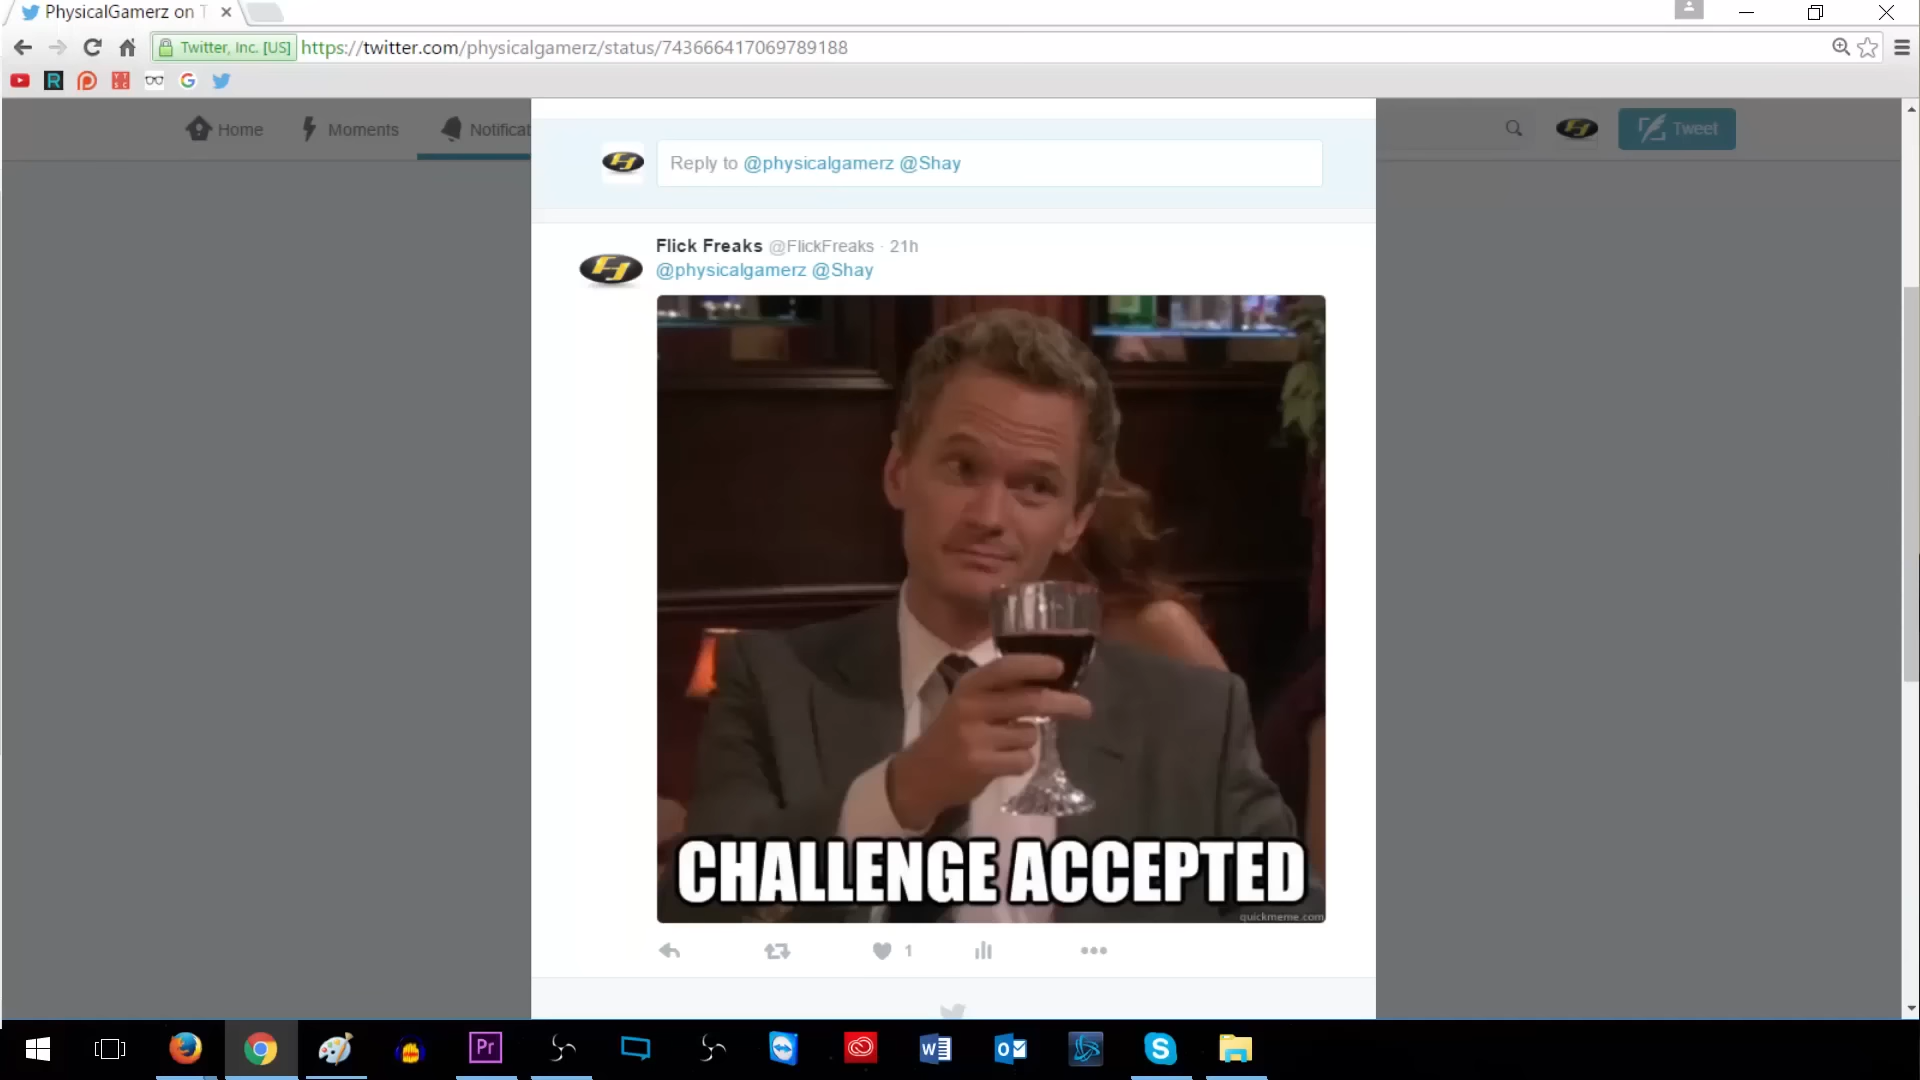 PhysicalGamerz on T
Twitter, Inc. [US] https://twitter.com/physicalgamerz/status/743666417069789188
Home
Moments
Notificat
Tweet
Reply to @physicalgamerz @Shay
Flick Freaks @FlickFreaks · 21h
@physicalgamerz @Shay
CHALLENGE ACCEPTED
quickmeme.com
1